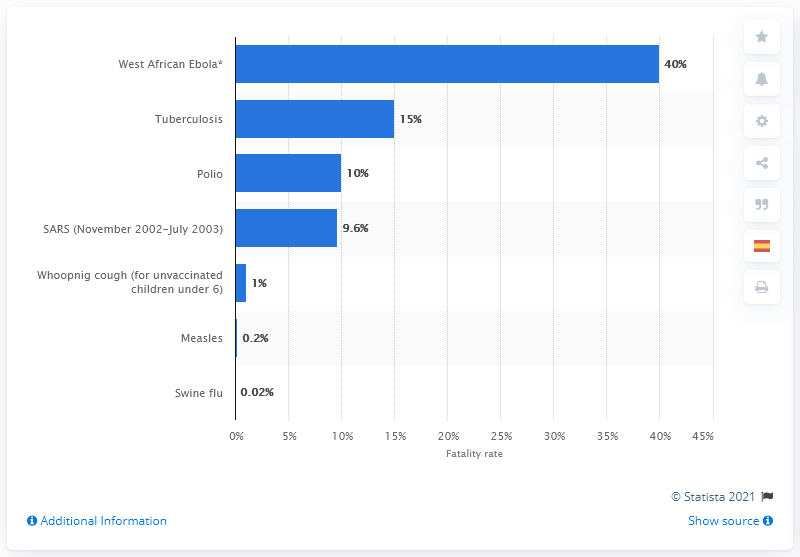 West African Ebola* 40%
Tuberculosis 15%
Polio 10%
SARS (November 2002–July 2003) 9.6%
Whoopnig cough (for unvaccinated
children under 6) 1%
Measles 0.2%
Swine flu 0.02%
0% 5% 10% 15% 20% 25% 30% 35% 40% 45%
Fatality rate
© Statista 2021
Additional Information Show source